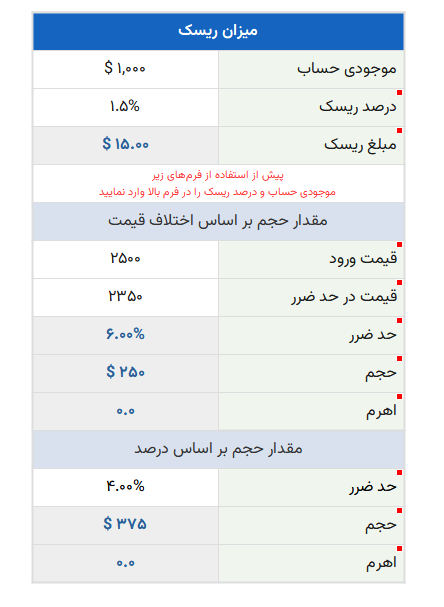 میزان ریسک
موجودی حساب ۱,۰۰۰ $
درصد ریسک ۱.۵%
مبلغ ریسک ۱۵.۰۰ $
پیش از استفاده از فرم‌های زیر
موجودی حساب و درصد ریسک را در فرم بالا وارد نمایید
مقدار حجم بر اساس اختلاف قیمت
قیمت ورود ۲۵۰۰
قیمت در حد ضرر ۲۳۵۰
حد ضرر ۶.۰۰%
حجم ۲۵۰ $
اهرم ۰.۰
مقدار حجم بر اساس درصد
حد ضرر ۴.۰۰%
حجم ۳۷۵ $
اهرم ۰.۰